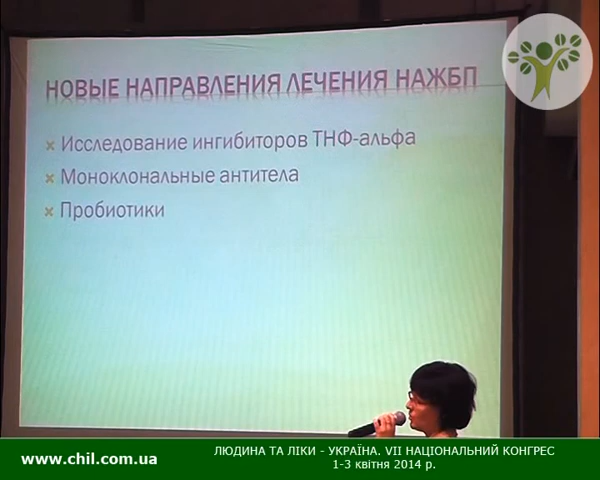 НОВЫЕ НАПРАВЛЕНИЯ ЛЕЧЕНИЯ НАЖБП
Исследование ингибиторов ТНФ-альфа
Моноклональные антитела
Пробиотики
www.chil.com.ua
ЛЮДИНА ТА ЛІКИ - УКРАЇНА. VII НАЦІОНАЛЬНИЙ КОНГРЕС
1-3 квітня 2014 р.